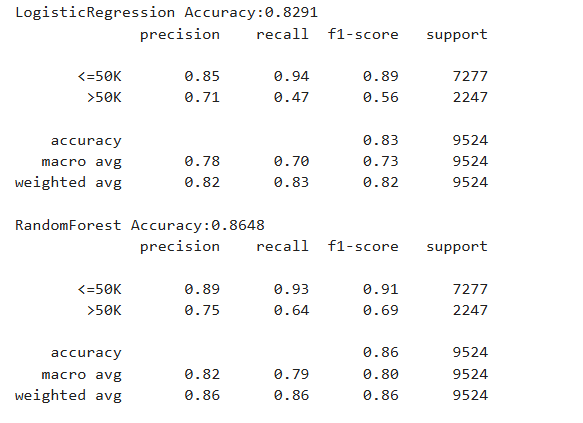 LogisticRegression Accuracy:0.8291
precision recall f1-score support
<=50K 0.85 0.94 0.89 7277
>50K 0.71 0.47 0.56 2247
accuracy 0.83 9524
macro avg 0.78 0.70 0.73 9524
weighted avg 0.82 0.83 0.82 9524
RandomForest Accuracy:0.8648
precision recall f1-score support
<=50K 0.89 0.93 0.91 7277
>50K 0.75 0.64 0.69 2247
accuracy 0.86 9524
macro avg 0.82 0.79 0.80 9524
weighted avg 0.86 0.86 0.86 9524